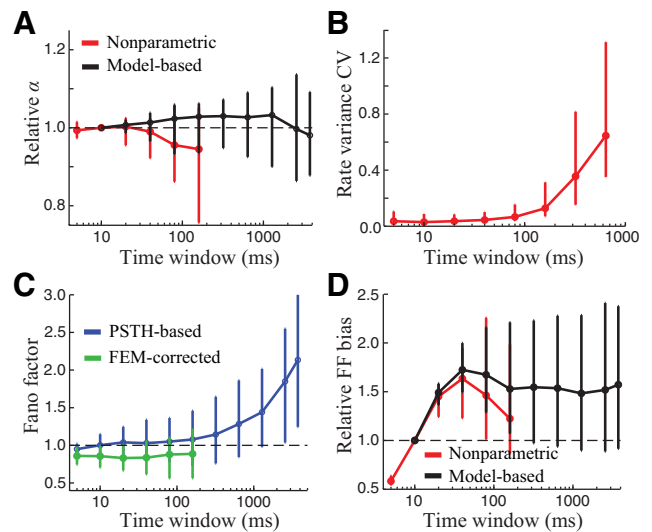 A
1.2
1.0
0.8
Relative α
Nonparametric
Model-based
10 100 1000
Time window (ms)
B
1.2
0.8
0.4
0.0
Rate variance CV
10 100 1000
Time window (ms)
C
3.0
2.5
2.0
1.5
1.0
0.5
Fano factor
PSTH-based
FEM-corrected
10 100 1000
Time window (ms)
D
2.5
2.0
1.5
1.0
0.5
Relative FF bias
Nonparametric
Model-based
10 100 1000
Time window (ms)